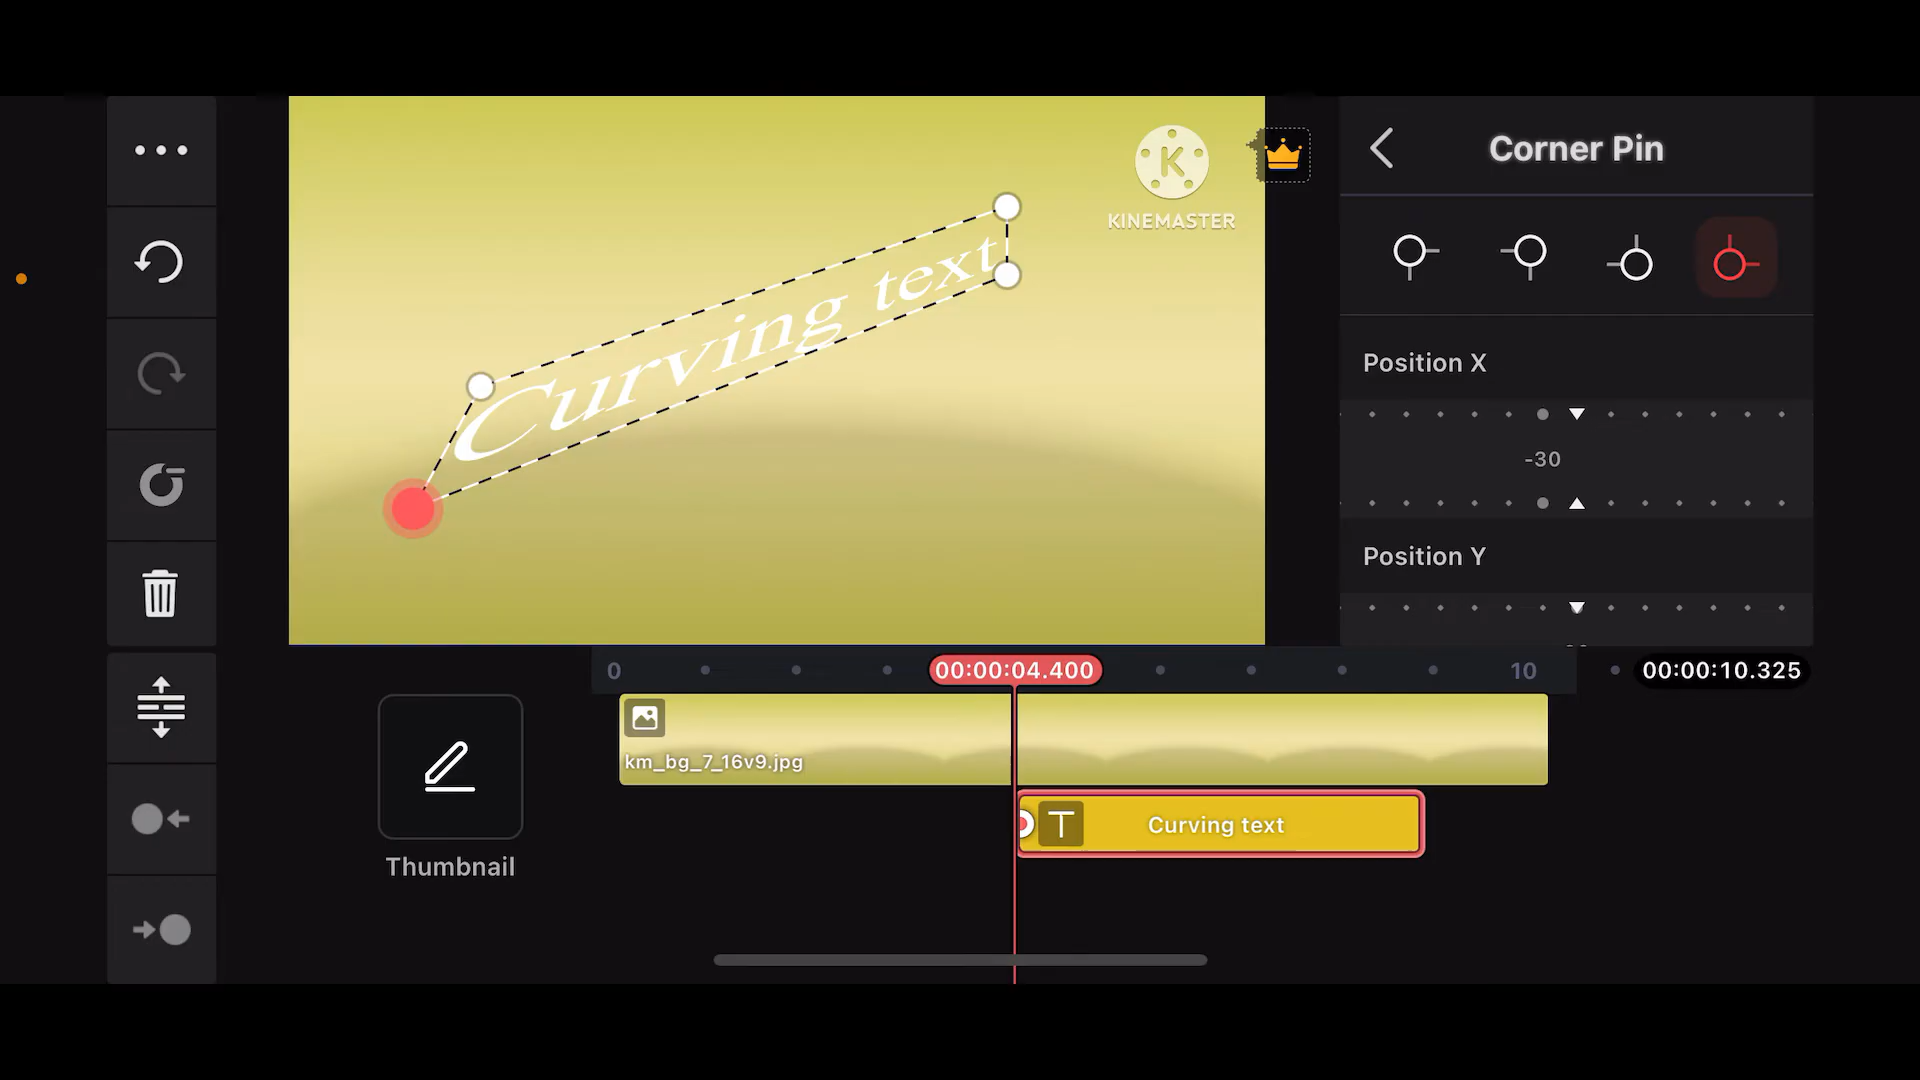 Corner Pin
K
KINEMASTER
Curving text
Position X
-30
Position Y
0
00:00:04.400
10
00:00:10.325
km_bg_7_16v9.jpg
T
Curving text
Thumbnail